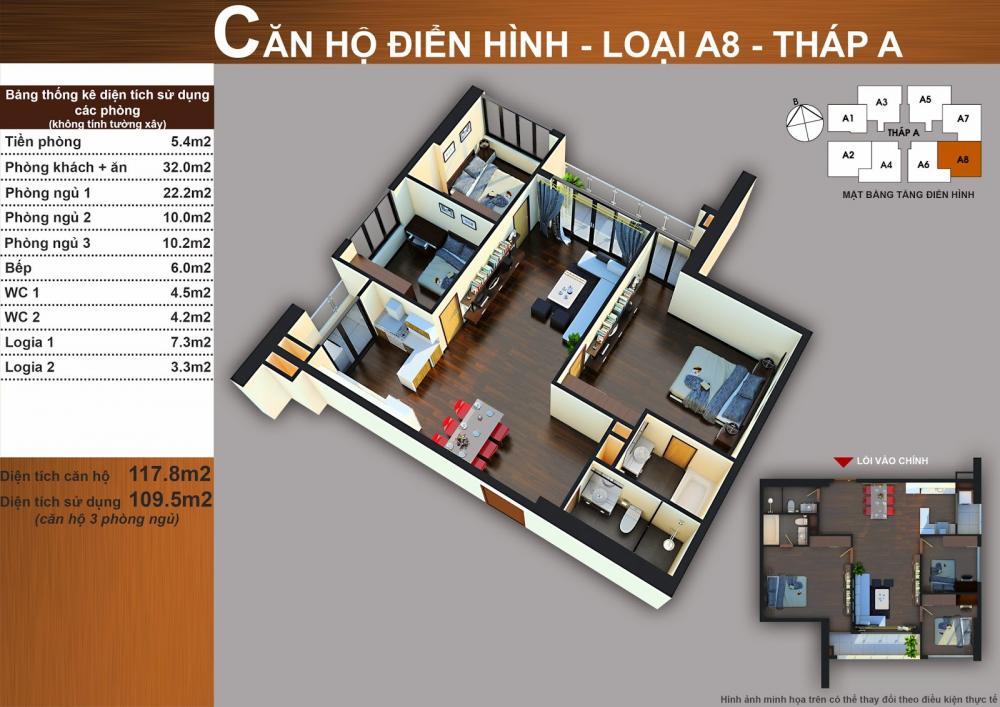 CĂN HỘ ĐIỂN HÌNH - LOẠI A8 - THÁP A
Bảng thống kê diện tích sử dụng
các phòng
(không tính tường xây)
Tiền phòng 5.4m2
Phòng khách + ăn 32.0m2
Phòng ngủ 1 22.2m2
Phòng ngủ 2 10.0m2
Phòng ngủ 3 10.2m2
Bếp 6.0m2
WC 1 4.5m2
WC 2 4.2m2
Logia 1 7.3m2
Logia 2 3.3m2
Diện tích căn hộ 117.8m2
Diện tích sử dụng 109.5m2
(căn hộ 3 phòng ngủ)
B
A3 A5
A1 A7
THÁP A
A2 A4 A6 A8
MẶT BẰNG TẦNG ĐIỂN HÌNH
LỐI VÀO CHÍNH
Hình ảnh minh họa trên có thể thay đổi theo điều kiện thực tế